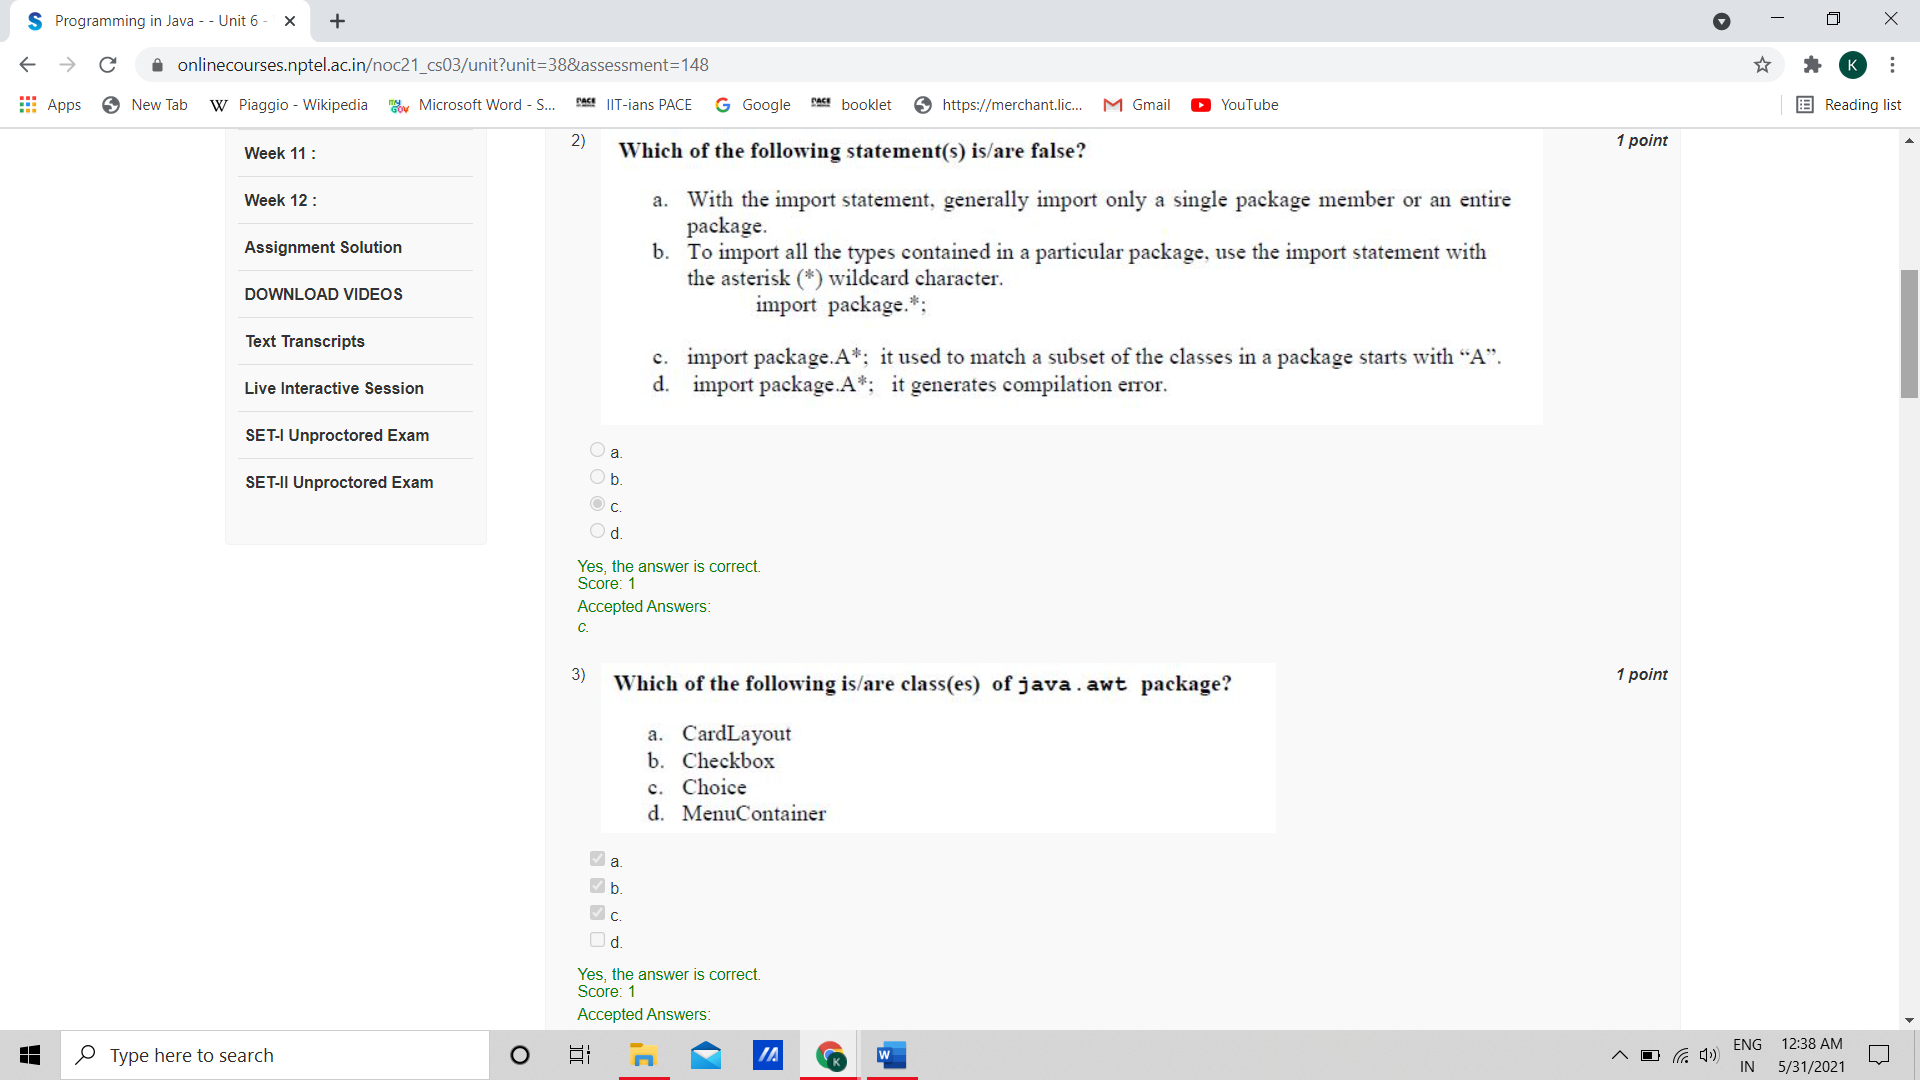 Programming in Java - - Unit 6 -
onlinecourses.nptel.ac.in/noc21_cs03/unit?unit=38&assessment=148
K
Apps New Tab Piaggio - Wikipedia Microsoft Word - S... IIT-ians PACE Google booklet https://merchant.lic... Gmail YouTube Reading list
Week 11 :
Week 12 :
Assignment Solution
DOWNLOAD VIDEOS
Text Transcripts
Live Interactive Session
SET-I Unproctored Exam
SET-II Unproctored Exam
2) Which of the following statement(s) is/are false? 1 point
a. With the import statement, generally import only a single package member or an entire
package.
b. To import all the types contained in a particular package, use the import statement with
the asterisk (*) wildcard character.
import package.*;
c. import package.A*; it used to match a subset of the classes in a package starts with “A”.
d. import package.A*; it generates compilation error.
a.
b.
c.
d.
Yes, the answer is correct.
Score: 1
Accepted Answers:
c.
3) Which of the following is/are class(es) of java.awt package? 1 point
a. CardLayout
b. Checkbox
c. Choice
d. MenuContainer
a.
b.
c.
d.
Yes, the answer is correct.
Score: 1
Accepted Answers:
Type here to search
ENG 12:38 AM
IN 5/31/2021